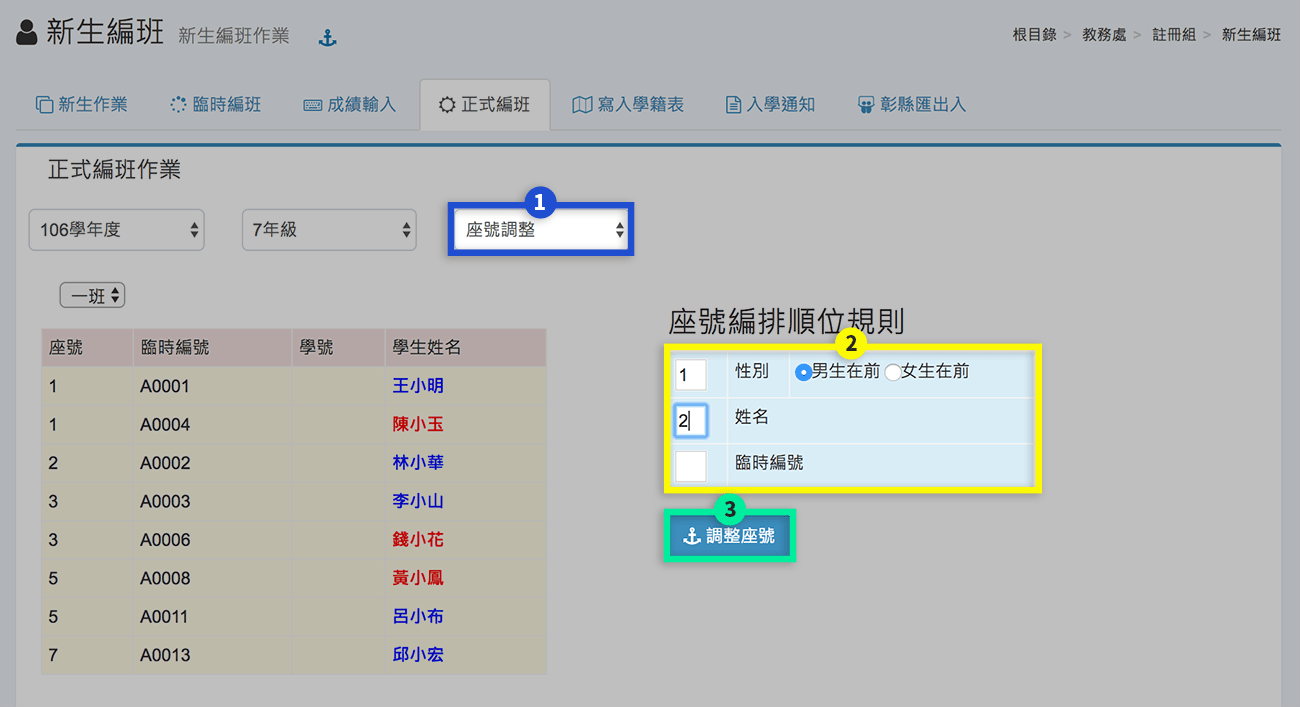 新生編班 新生編班作業
根目錄 > 教務處 > 註冊組 > 新生編班
新生作業 臨時編班 成績輸入 正式編班 寫入學籍表 入學通知 彰縣匯出入
正式編班作業
1
106學年度 7年級 座號調整
一班
座號 臨時編號 學號 學生姓名
1 A0001 王小明
1 A0004 陳小玉
2 A0002 林小華
3 A0003 李小山
3 A0006 錢小花
5 A0008 黃小鳳
5 A0011 呂小布
7 A0013 邱小宏
座號編排順位規則
2
1 性別 男生在前 女生在前
2 姓名
臨時編號
3
調整座號